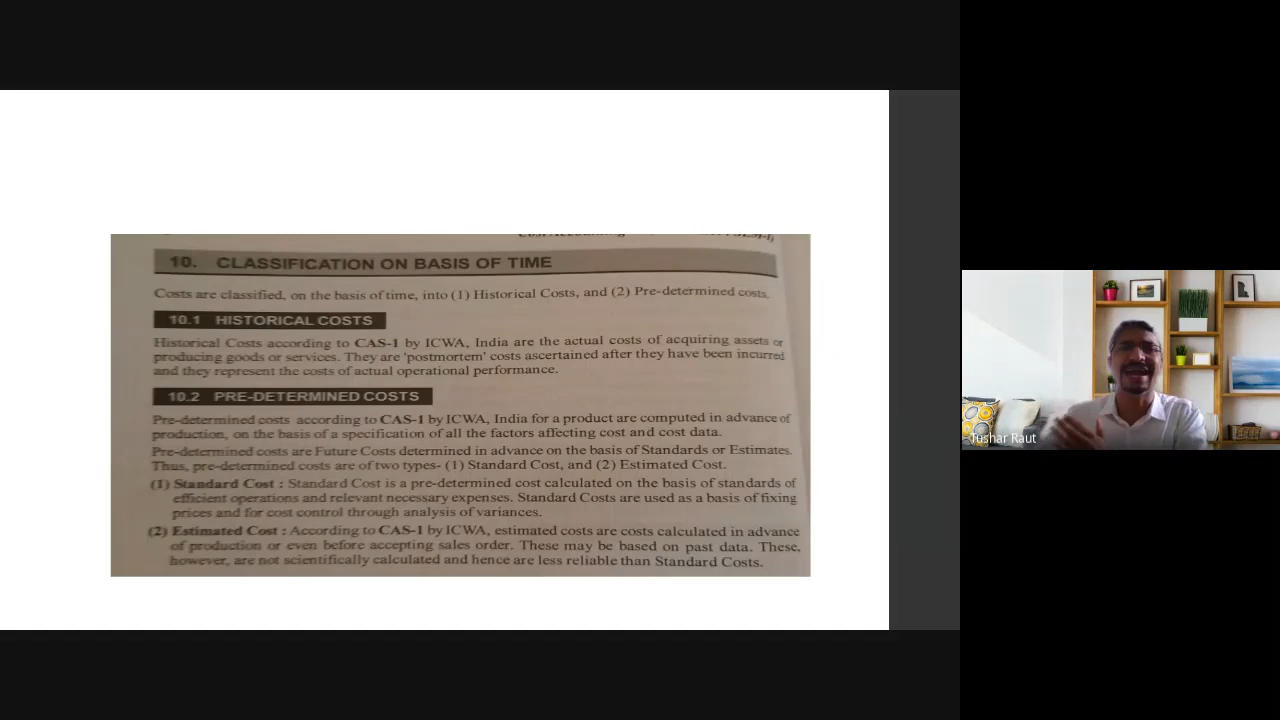 10. CLASSIFICATION ON BASIS OF TIME
Costs are classified, on the basis of time, into (1) Historical Costs, and (2) Pre-determined costs.
10.1 HISTORICAL COSTS
Historical Costs according to CAS-1 by ICWA, India are the actual costs of acquiring assets or
producing goods or services. They are 'postmortem' costs ascertained after they have been incurred
and they represent the costs of actual operational performance.
10.2 PRE-DETERMINED COSTS
Pre-determined costs according to CAS-1 by ICWA, India for a product are computed in advance of
production, on the basis of a specification of all the factors affecting cost and cost data.
Pre-determined costs are Future Costs determined in advance on the basis of Standards or Estimates.
Thus, pre-determined costs are of two types- (1) Standard Cost, and (2) Estimated Cost.
(1) Standard Cost : Standard Cost is a pre-determined cost calculated on the basis of standards of
efficient operations and relevant necessary expenses. Standard Costs are used as a basis of fixing
prices and for cost control through analysis of variances.
(2) Estimated Cost : According to CAS-1 by ICWA, estimated costs are costs calculated in advance
of production or even before accepting sales order. These may be based on past data. These,
however, are not scientifically calculated and hence are less reliable than Standard Costs.
Tushar Raut